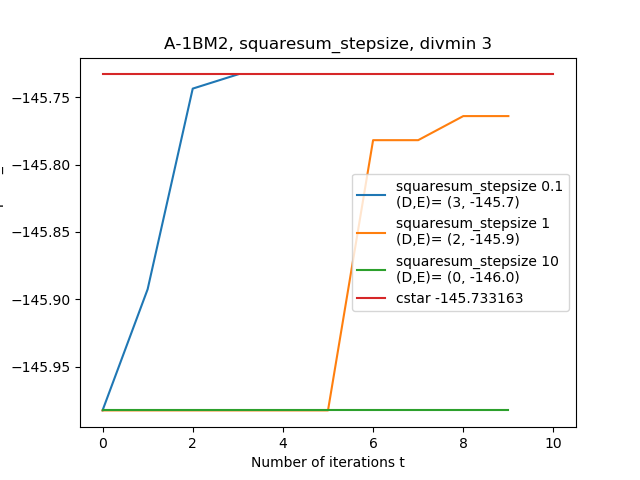 A-1BM2, squaresum_stepsize, divmin 3
−145.75
−145.80
−145.85
−145.90
−145.95
squaresum_stepsize 0.1
(D,E)= (3, -145.7)
squaresum_stepsize 1
(D,E)= (2, -145.9)
squaresum_stepsize 10
(D,E)= (0, -146.0)
cstar -145.733163
0 2 4 6 8 10
Number of iterations t